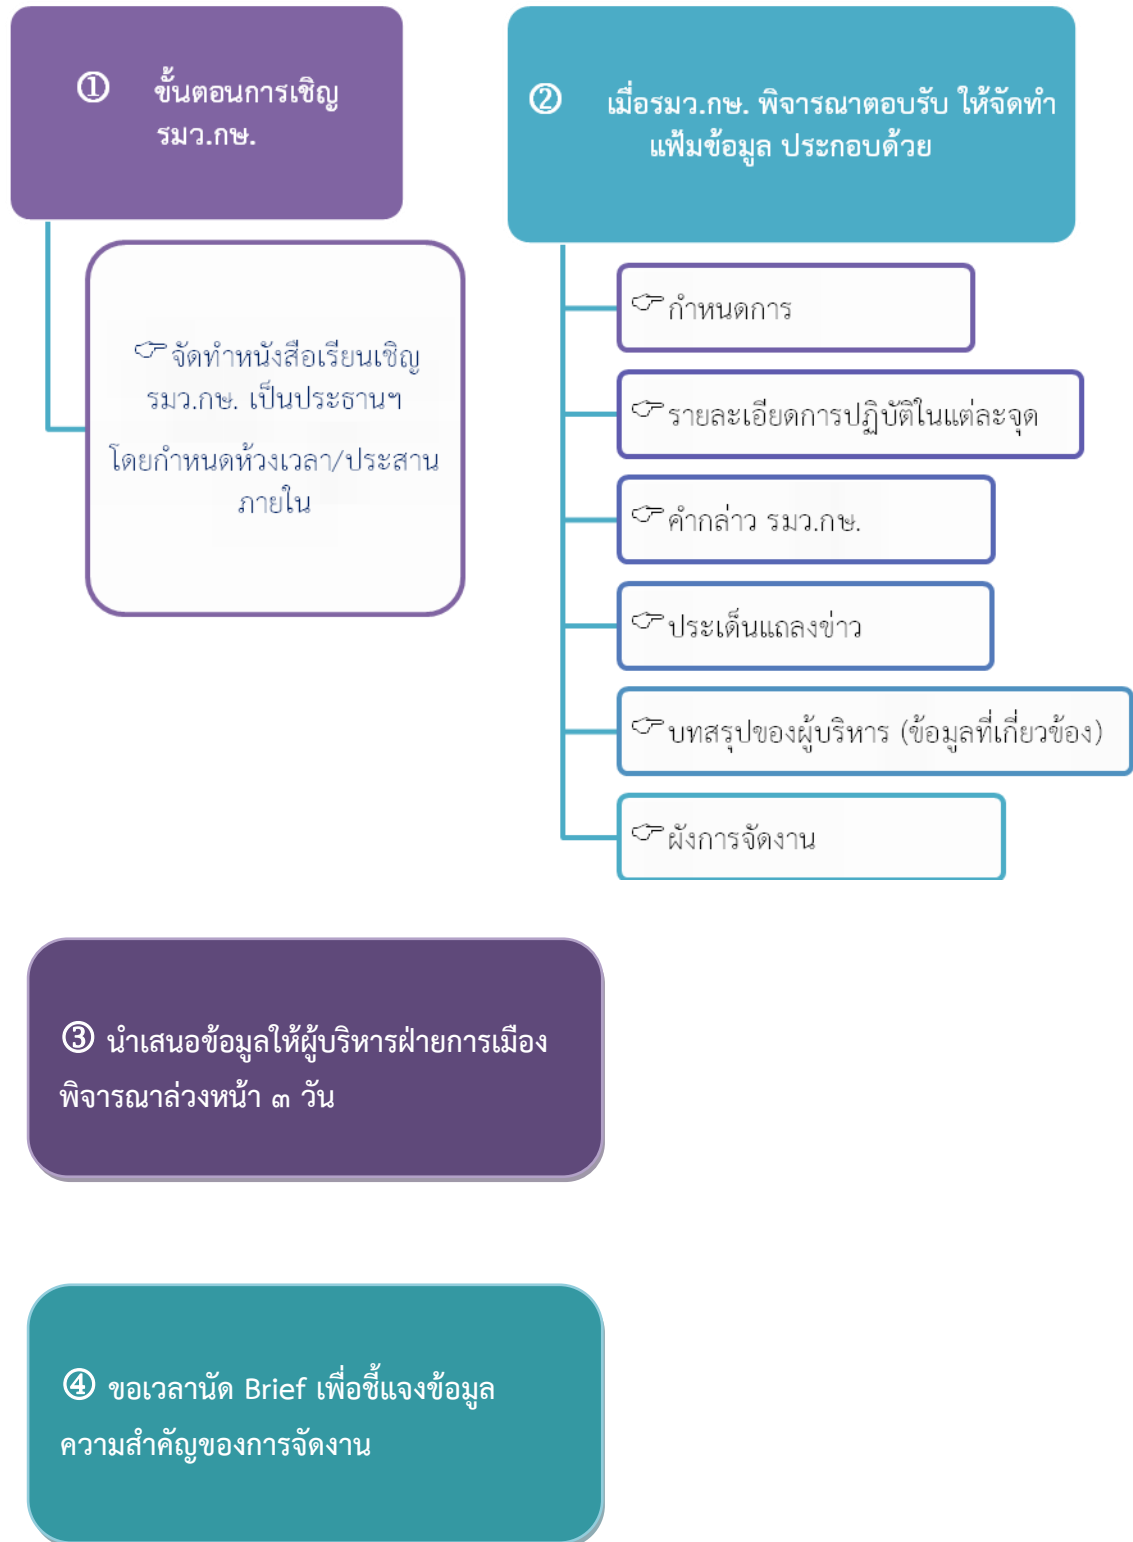 ① ขั้นตอนการเชิญ
รมว.กษ.
☞จัดทำหนังสือเรียนเชิญ
รมว.กษ. เป็นประธานฯ
โดยกำหนดห้วงเวลา/ประสาน
ภายใน
② เมื่อรมว.กษ. พิจารณาตอบรับ ให้จัดทำ
แฟ้มข้อมูล ประกอบด้วย
☞กำหนดการ
☞รายละเอียดการปฏิบัติในแต่ละจุด
☞คำกล่าว รมว.กษ.
☞ประเด็นแถลงข่าว
☞บทสรุปของผู้บริหาร (ข้อมูลที่เกี่ยวข้อง)
☞ผังการจัดงาน
③ นำเสนอข้อมูลให้ผู้บริหารฝ่ายการเมือง
พิจารณาล่วงหน้า ๓ วัน
④ ขอเวลานัด Brief เพื่อชี้แจงข้อมูล
ความสำคัญของการจัดงาน